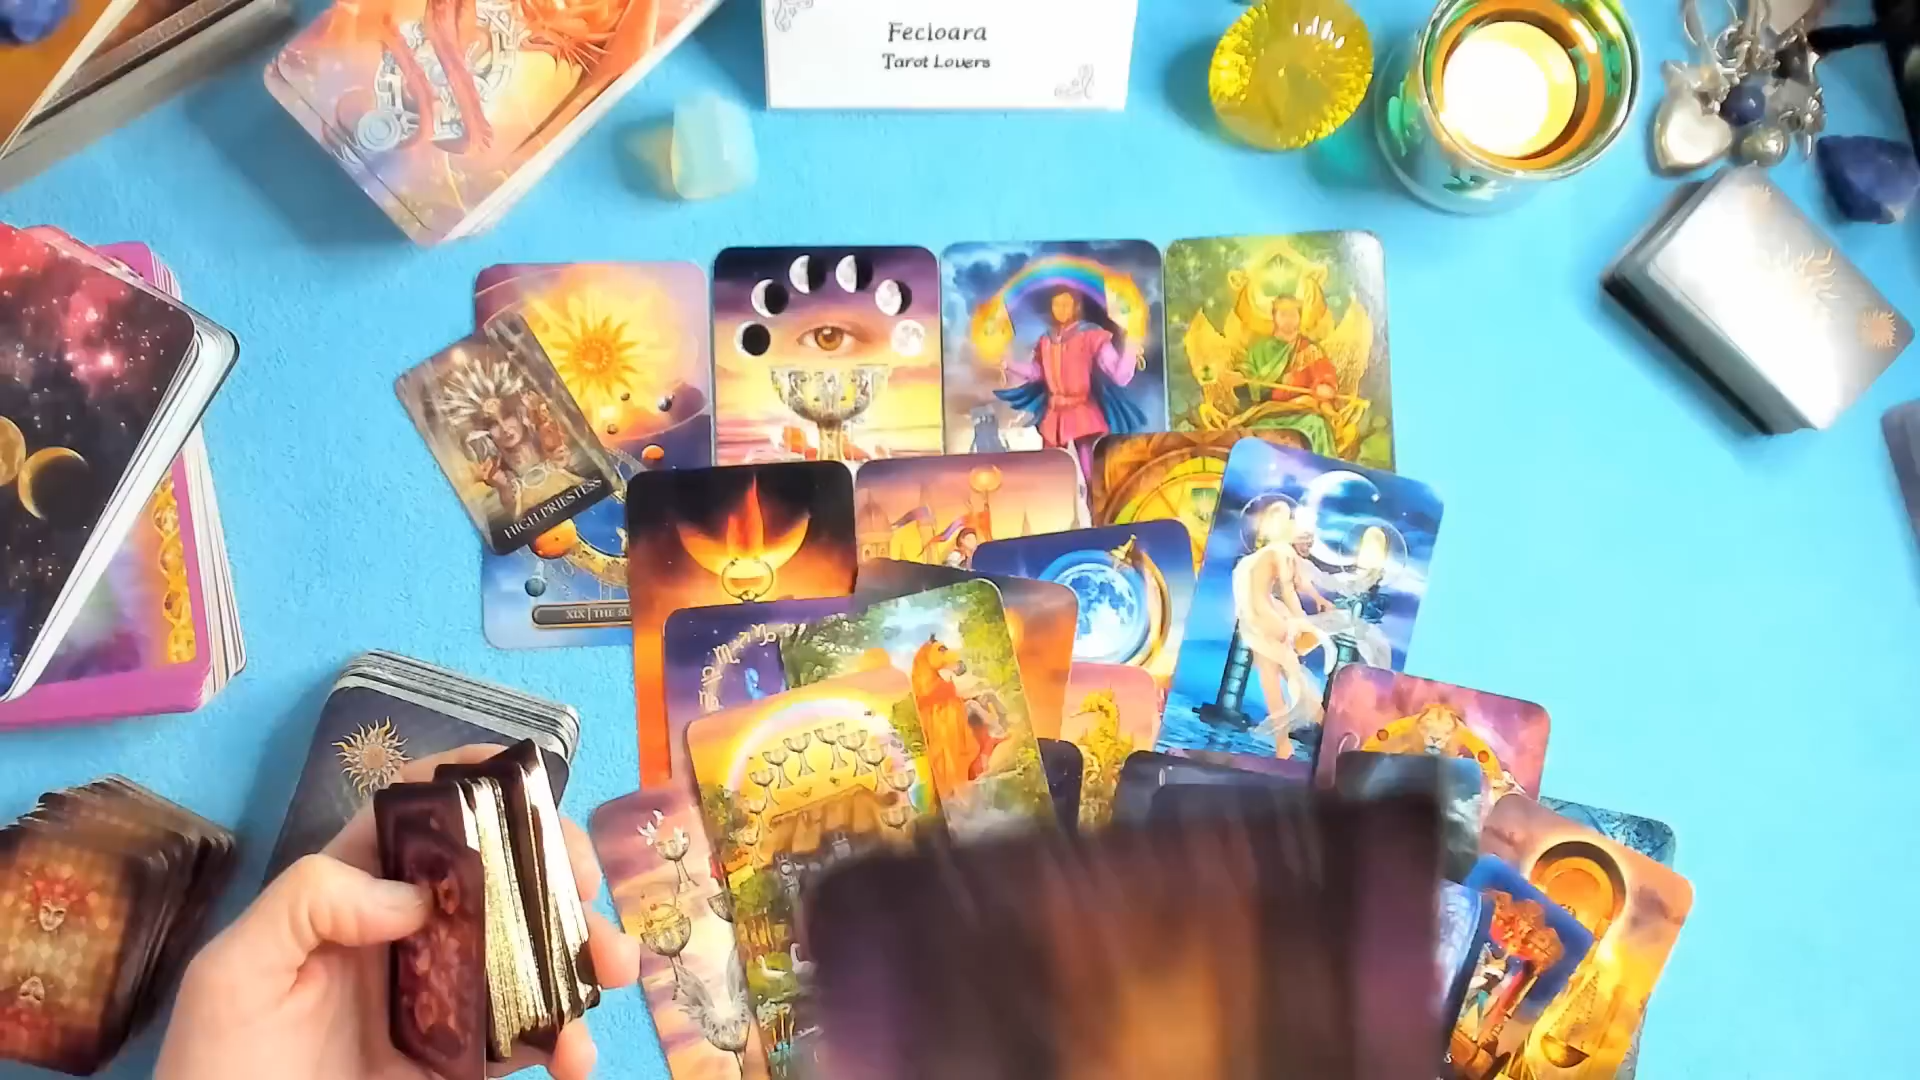 Fecioara
Tarot Lovers
HIGH PRIESTESS
XIX | THE SU